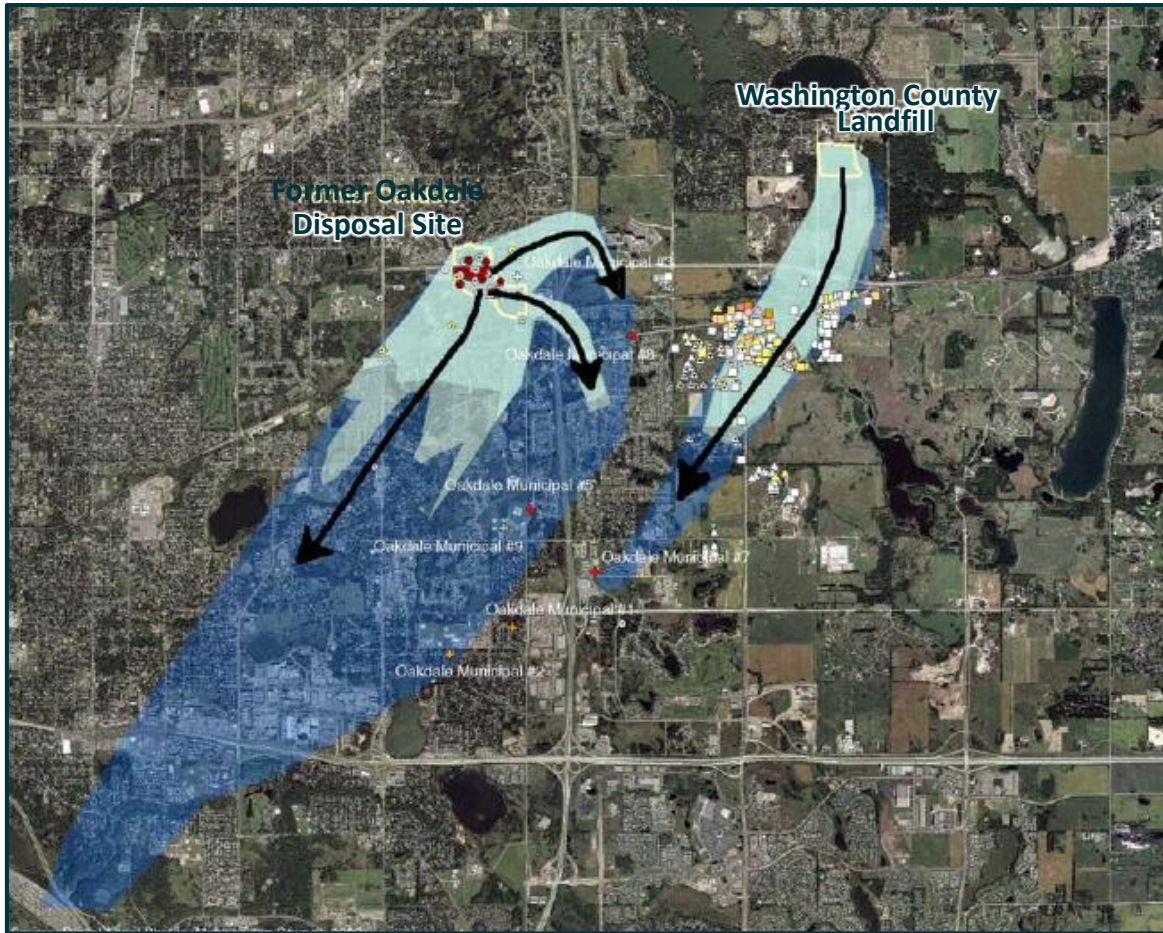 Washington County
Landfill
Former Oakdale
Disposal Site
Oakdale Municipal #3
Oakdale Municipal #8
Oakdale Municipal #5
Oakdale Municipal #9
Oakdale Municipal #7
Oakdale Municipal #1
Oakdale Municipal #2